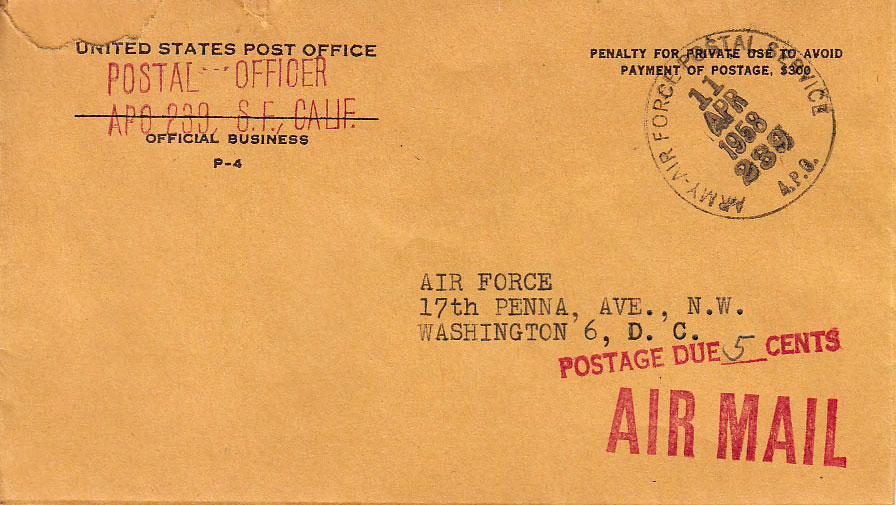 UNITED STATES POST OFFICE
POSTAL OFFICER
APO 239, S.F., CALIF.
OFFICIAL BUSINESS
P-4
PENALTY FOR PRIVATE USE TO AVOID
PAYMENT OF POSTAGE, $300
ARMY-AIR FORCE POSTAL SERVICE
11
APR
1958
239
A.P.O.
AIR FORCE
17th PENNA, AVE., N.W.
WASHINGTON 6, D. C.
POSTAGE DUE 5 CENTS
AIR MAIL